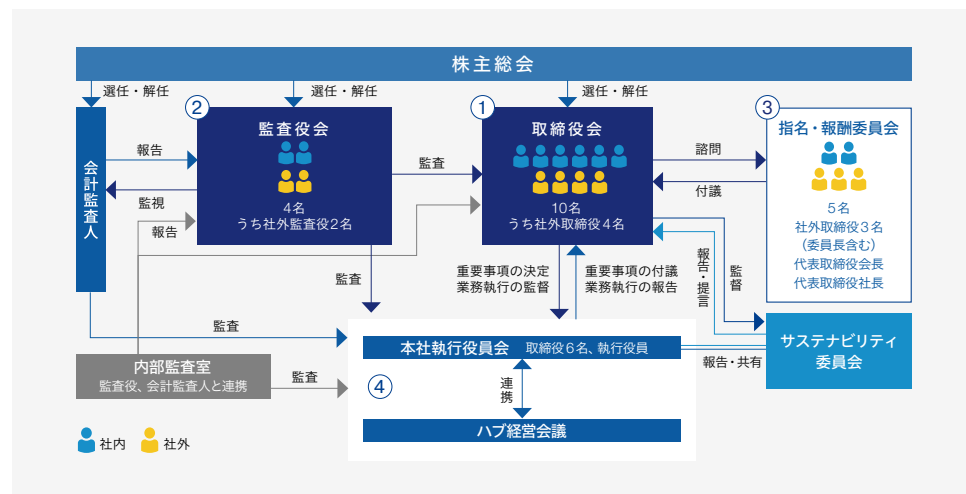 株主総会
選任・解任
選任・解任
選任・解任
会計監査人
②
監査役会
4名
うち社外監査役2名
①
取締役会
10名
うち社外取締役4名
③
指名・報酬委員会
5名
社外取締役3名
(委員長含む)
代表取締役会長
代表取締役社長
報告
監視
報告
監査
諮問
付議
監査
重要事項の決定
業務執行の監督
重要事項の付議
業務執行の報告
報告・提言
監督
監査
本社執行役員会 取締役6名、執行役員
報告・共有
サステナビリティ
委員会
内部監査室
監査役、会計監査人と連携
監査
④
連携
ハブ経営会議
社内
社外